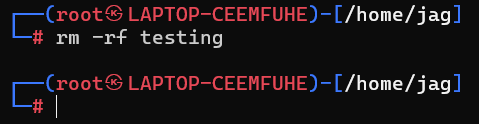 ┌──(root㉿LAPTOP-CEEMFUHE)-[/home/jag]
└─# rm -rf testing
┌──(root㉿LAPTOP-CEEMFUHE)-[/home/jag]
└─#